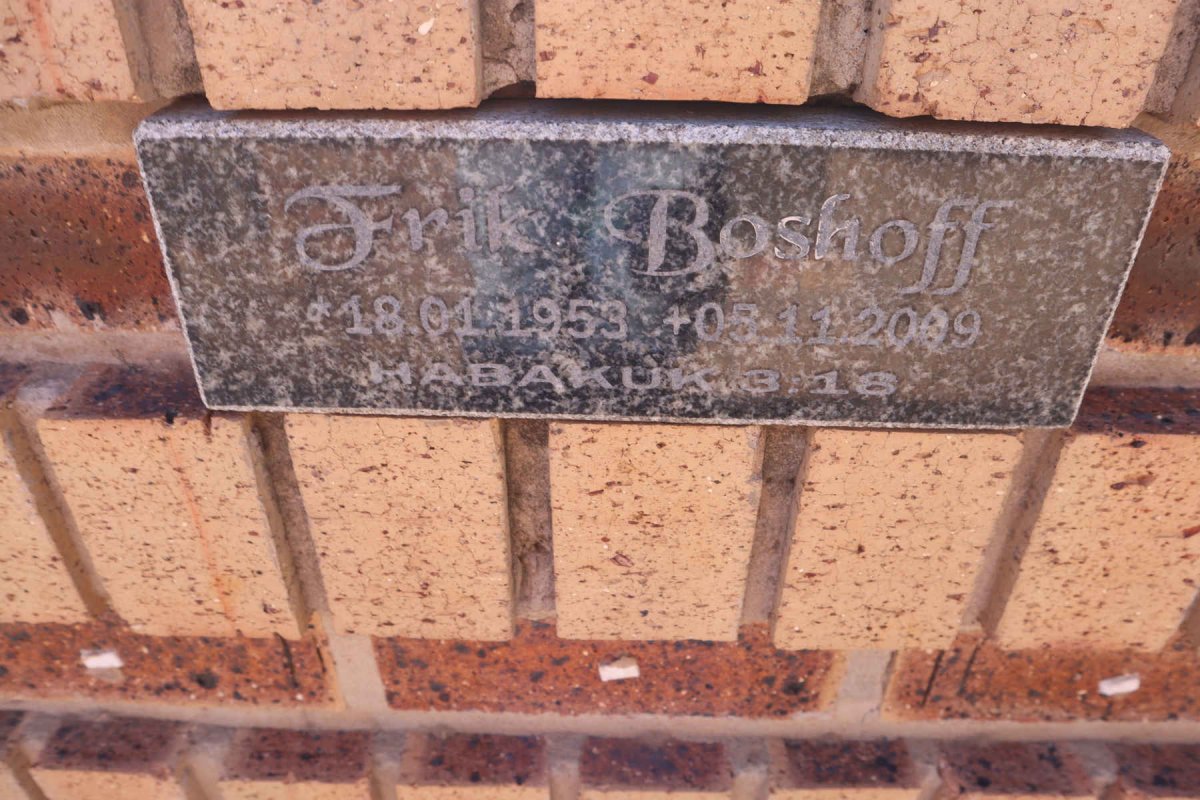 Frik Boshoff
*18.01.1953 +05.11.2009
HABAKUK 3:18